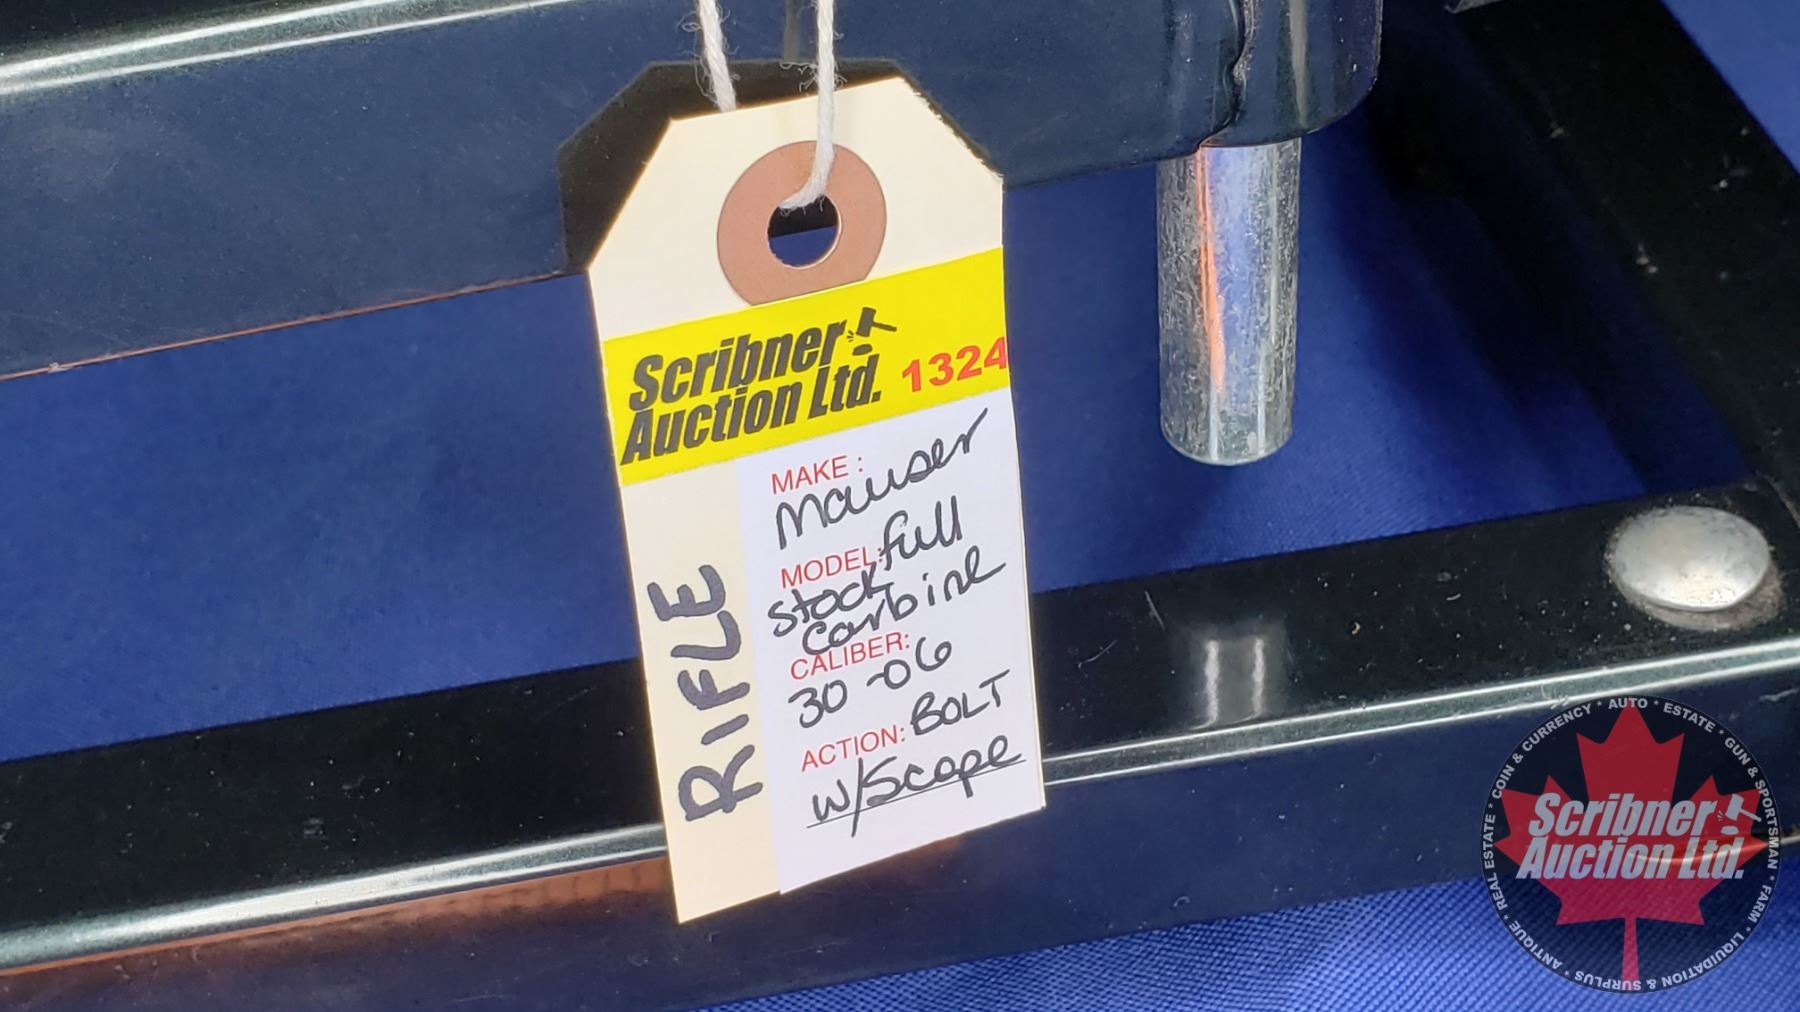 Scribner
Auction Ltd.
1324
RIFLE
MAKE:
Mauser
MODEL: full
stock
carbine
CALIBER:
30-06
ACTION: BOLT
w/Scope
ANTIQUE * REAL ESTATE * COIN & CURRENCY * AUTO * ESTATE * GUN & SPORTSMAN * FARM * LIQUIDATION & SURPLUS *
Scribner
Auction Ltd.